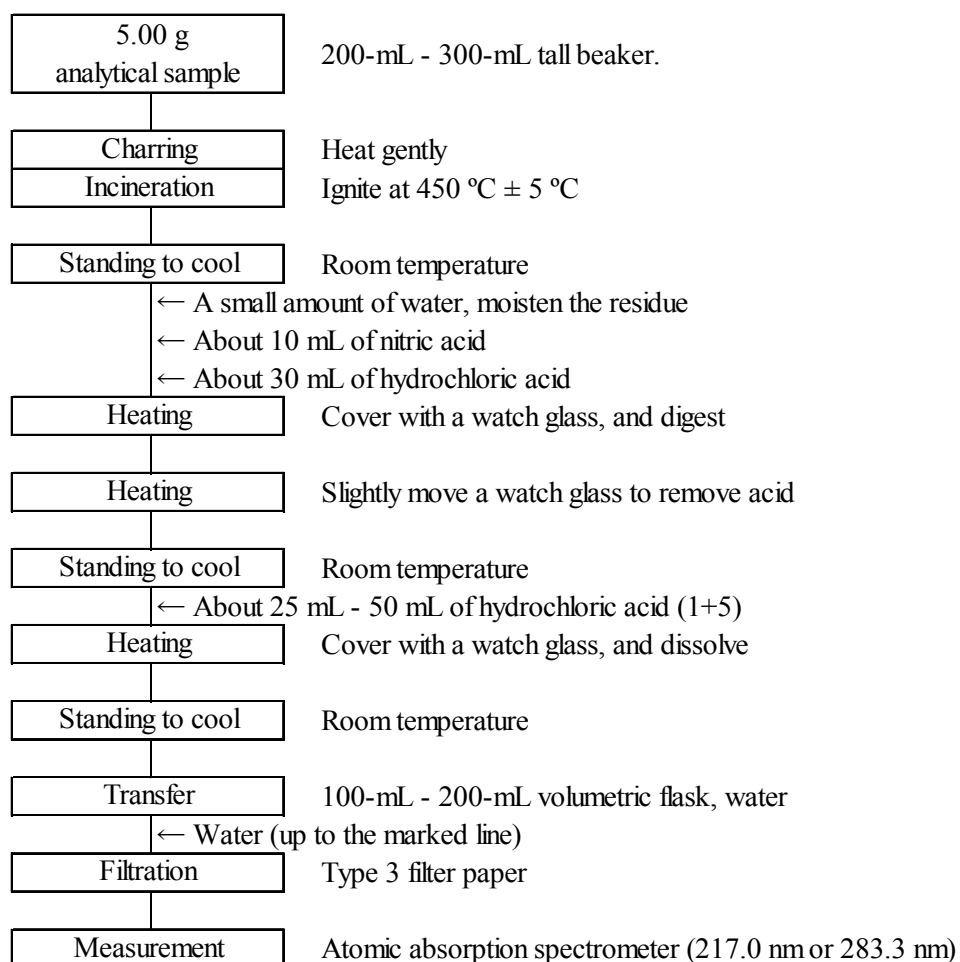 5.00 g
analytical sample
200-mL - 300-mL tall beaker.
Charring
Heat gently
Incineration
Ignite at 450 ºC ± 5 ºC
Standing to cool
Room temperature
← A small amount of water, moisten the residue
← About 10 mL of nitric acid
← About 30 mL of hydrochloric acid
Heating
Cover with a watch glass, and digest
Heating
Slightly move a watch glass to remove acid
Standing to cool
Room temperature
← About 25 mL - 50 mL of hydrochloric acid (1+5)
Heating
Cover with a watch glass, and dissolve
Standing to cool
Room temperature
Transfer
100-mL - 200-mL volumetric flask, water
← Water (up to the marked line)
Filtration
Type 3 filter paper
Measurement
Atomic absorption spectrometer (217.0 nm or 283.3 nm)